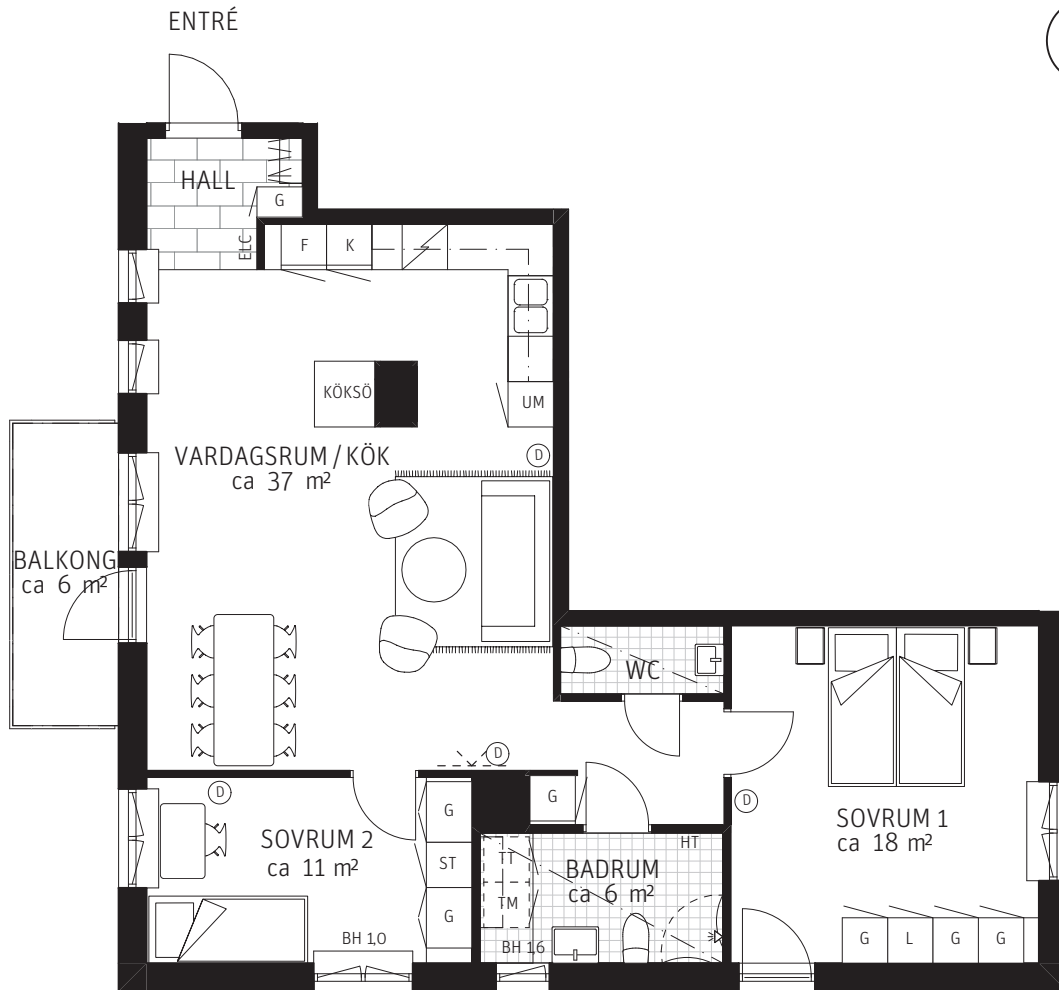 ENTRÉ
HALL
G
ELC
F
K
KÖKSÖ
UM
D
VARDAGSRUM / KÖK
ca 37 m²
BALKONG
ca 6 m²
WC
D
D
D
G
G
SOVRUM 2
ca 11 m²
ST
G
TT
TM
BADRUM
ca 6 m²
HT
SOVRUM 1
ca 18 m²
BH 1,0
BH 1,6
G
L
G
G